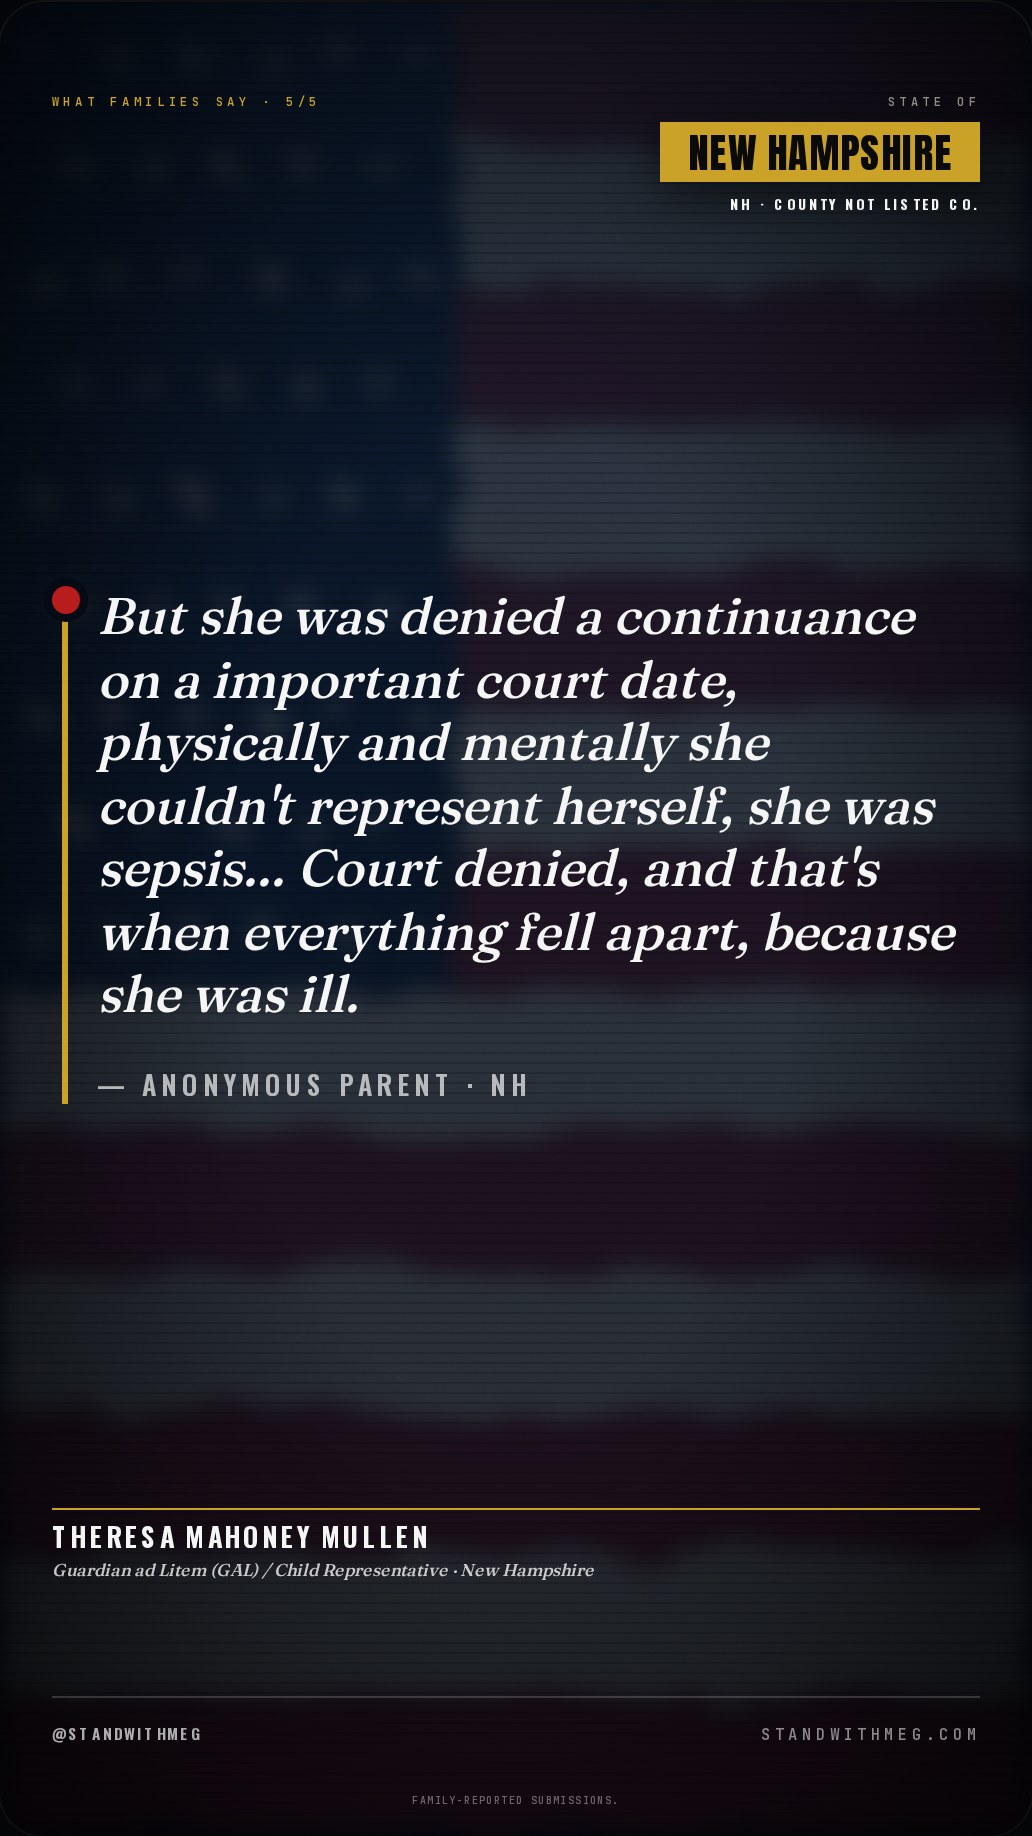 WHAT FAMILIES SAY · 5/5
STATE OF
NEW HAMPSHIRE
NH · COUNTY NOT LISTED CO.
But she was denied a continuance
on a important court date,
physically and mentally she
couldn't represent herself, she was
sepsis... Court denied, and that's
when everything fell apart, because
she was ill.
— ANONYMOUS PARENT · NH
THERESA MAHONEY MULLEN
Guardian ad Litem (GAL) / Child Representative · New Hampshire
@STANDWITHMEG
STANDWITHMEG.COM
FAMILY-REPORTED SUBMISSIONS.